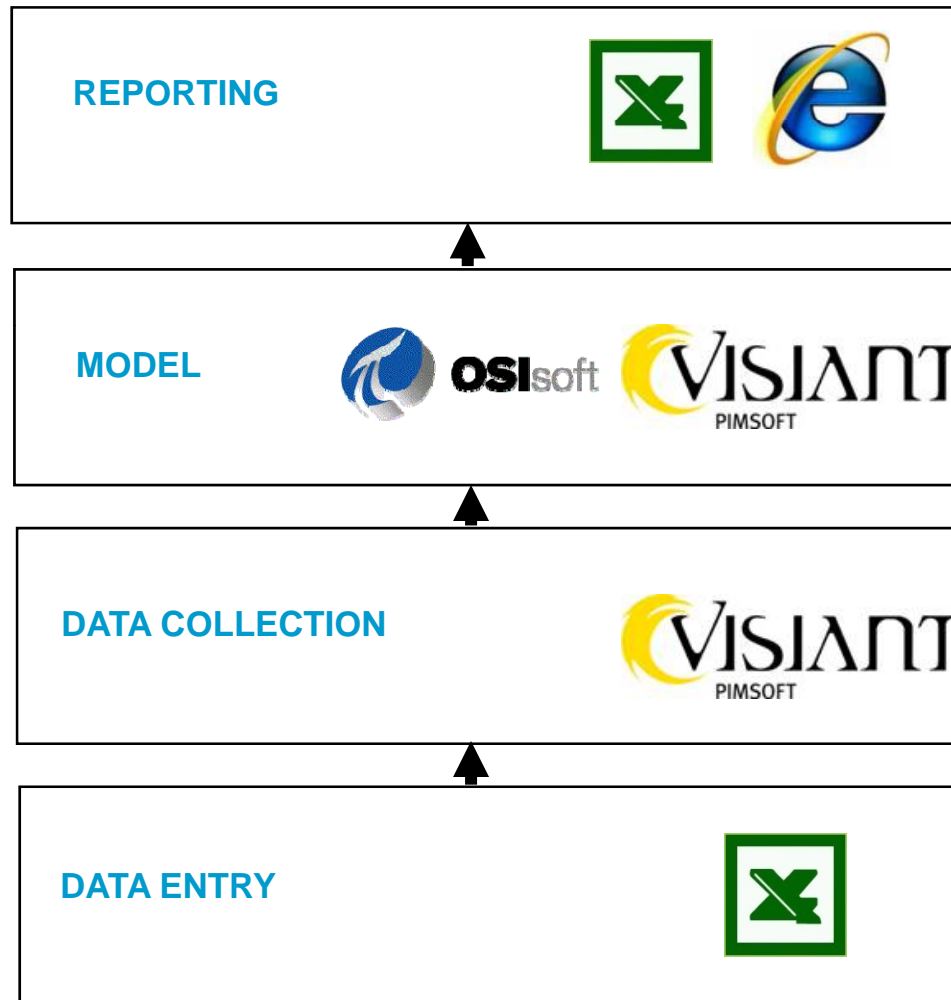 REPORTING
MODEL
OSIsoft
VISIANT
PIMSOFT
DATA COLLECTION
VISIANT
PIMSOFT
DATA ENTRY